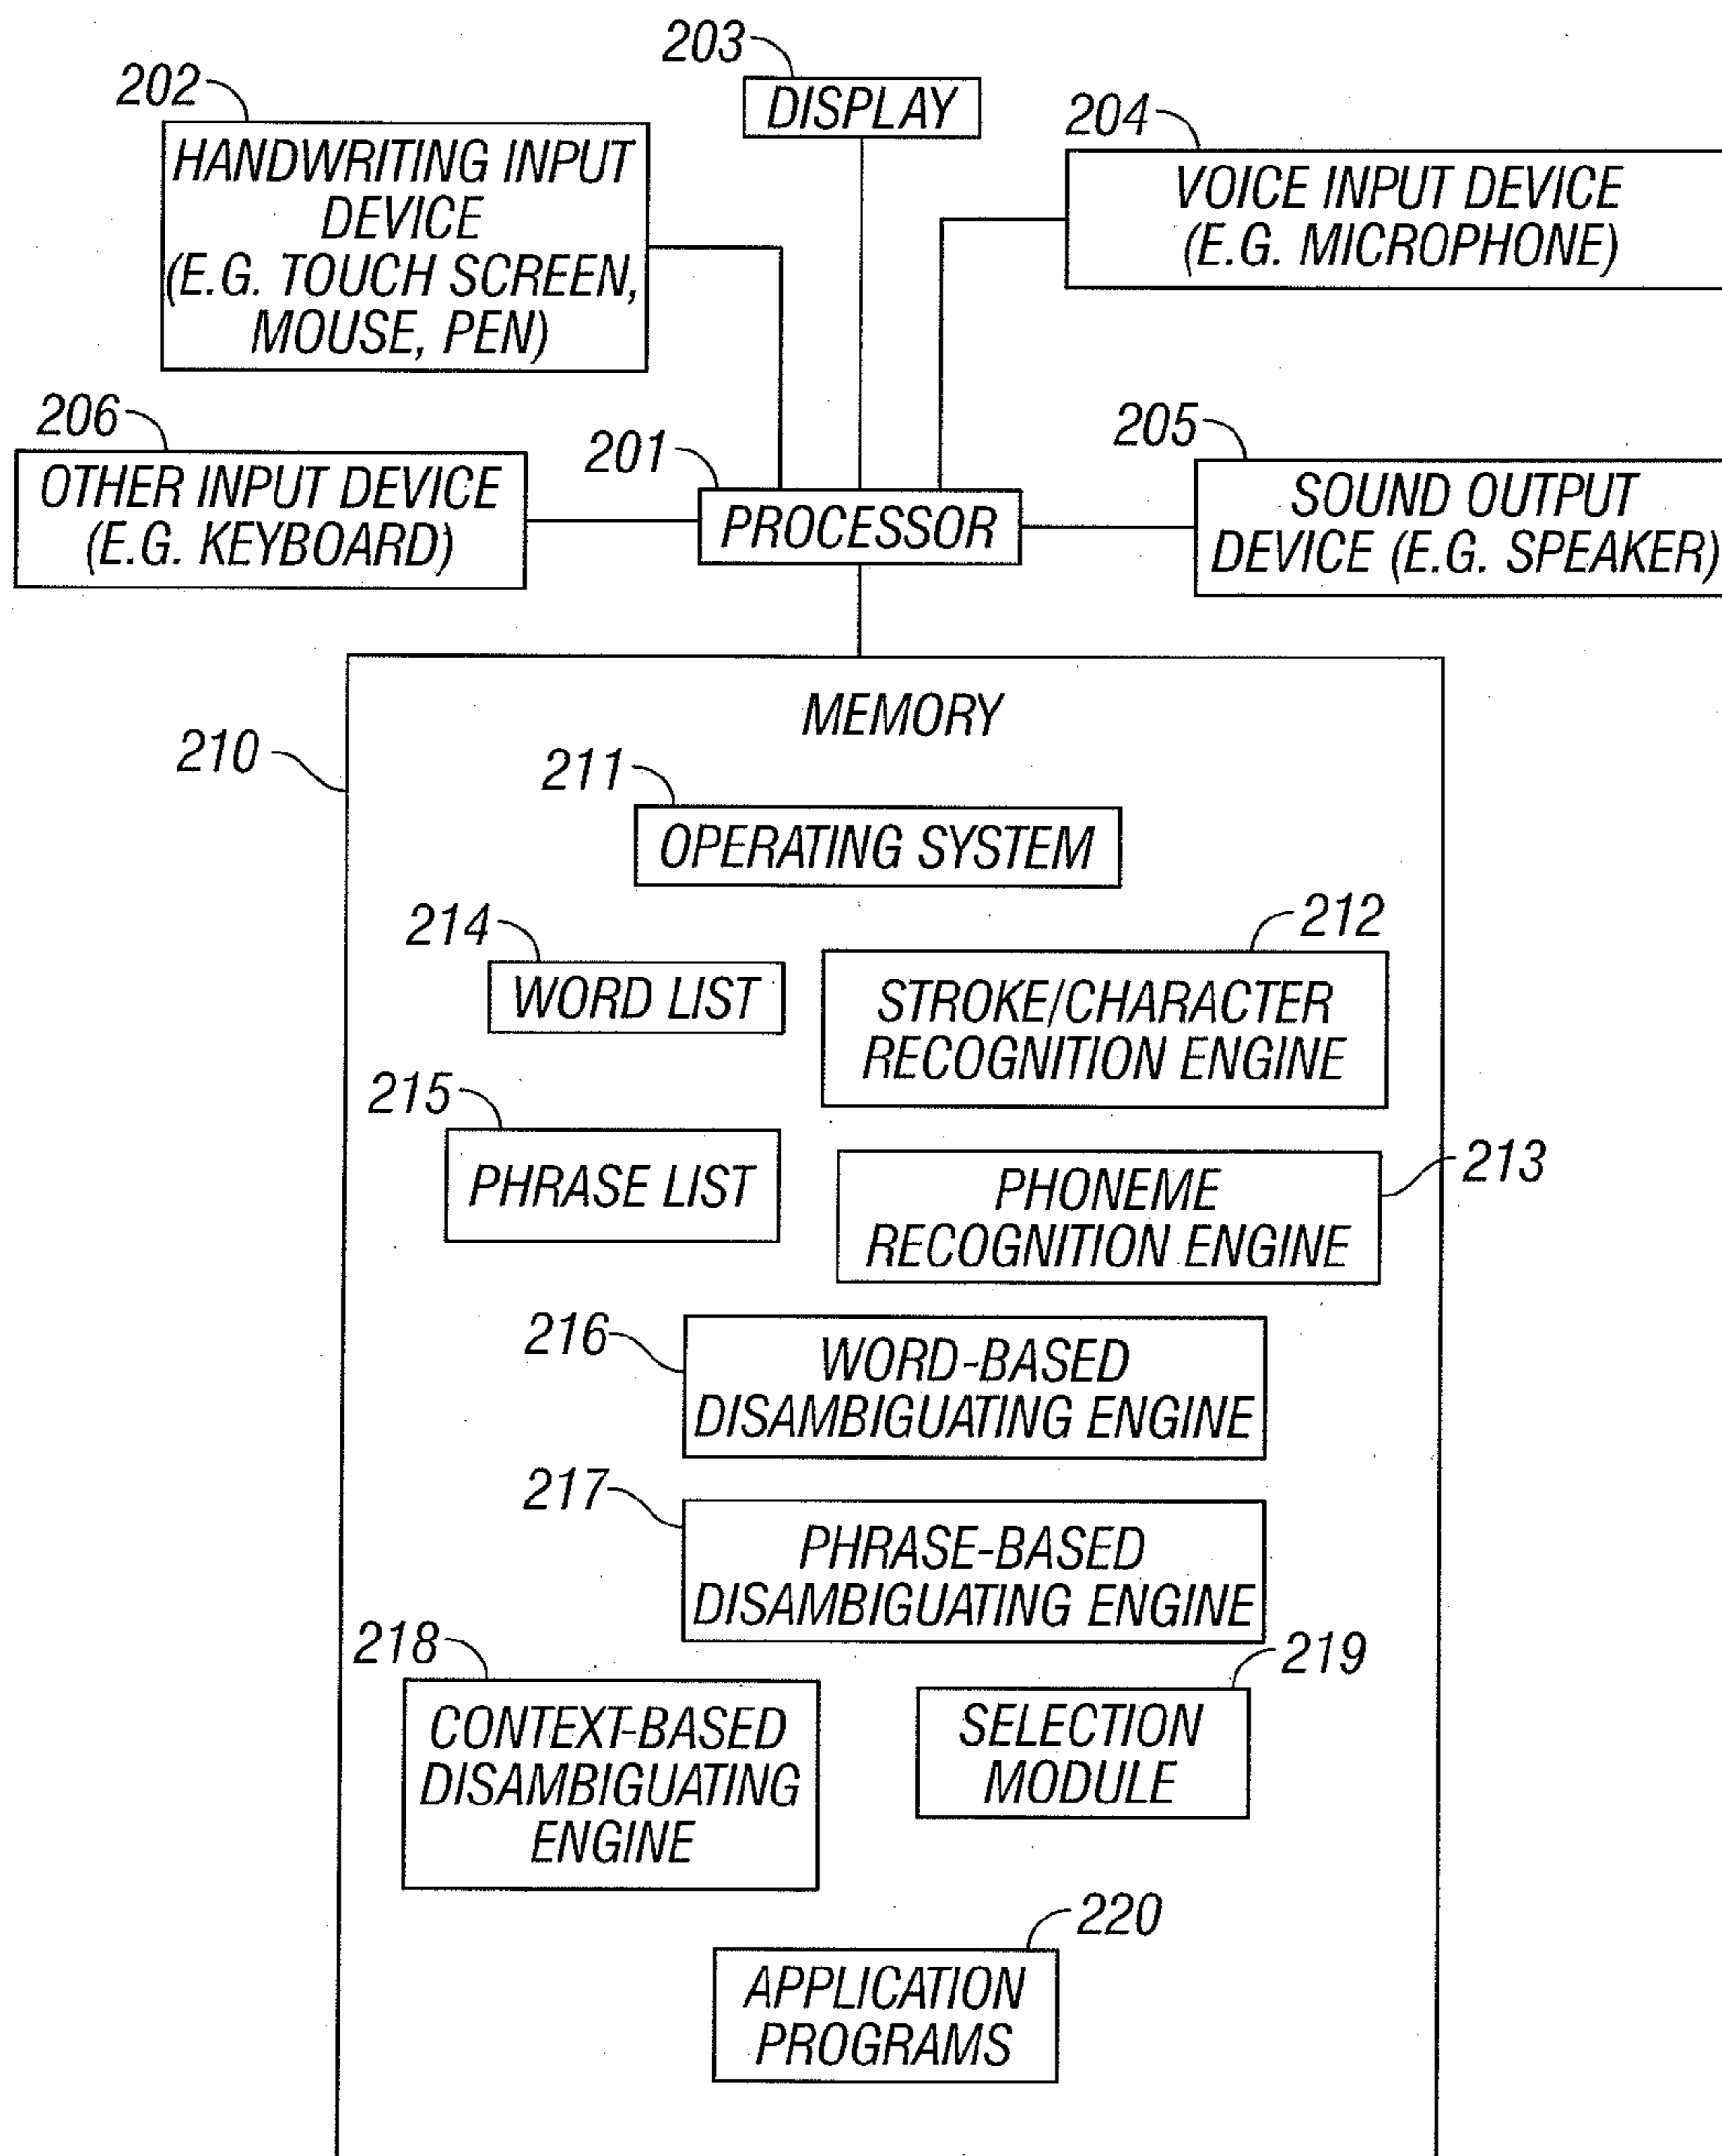 203
DISPLAY
202
HANDWRITING INPUT
DEVICE
(E.G. TOUCH SCREEN,
MOUSE, PEN)
204
VOICE INPUT DEVICE
(E.G. MICROPHONE)
206
OTHER INPUT DEVICE
(E.G. KEYBOARD)
201
PROCESSOR
205
SOUND OUTPUT
DEVICE (E.G. SPEAKER)
MEMORY
210
211
OPERATING SYSTEM
214
WORD LIST
212
STROKE/CHARACTER
RECOGNITION ENGINE
215
PHRASE LIST
213
PHONEME
RECOGNITION ENGINE
216
WORD-BASED
DISAMBIGUATING ENGINE
217
PHRASE-BASED
DISAMBIGUATING ENGINE
218
CONTEXT-BASED
DISAMBIGUATING
ENGINE
219
SELECTION
MODULE
220
APPLICATION
PROGRAMS